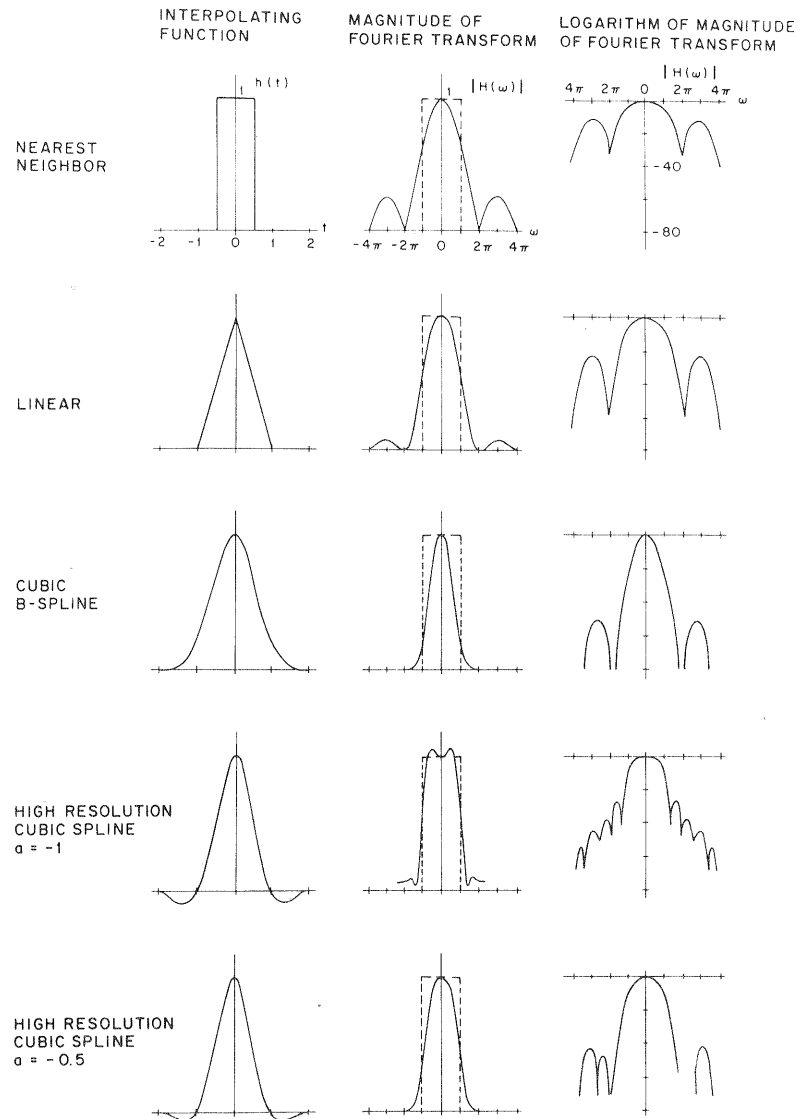 INTERPOLATING
FUNCTION
MAGNITUDE OF
FOURIER TRANSFORM
LOGARITHM OF MAGNITUDE
OF FOURIER TRANSFORM
NEAREST
NEIGHBOR
h(t)
1
t
-2 -1 0 1 2
|H(ω)|
1
ω
-4π -2π 0 2π 4π
|H(ω)|
4π 2π 0 2π 4π
ω
-40
-80
LINEAR
CUBIC
B-SPLINE
HIGH RESOLUTION
CUBIC SPLINE
a = -1
HIGH RESOLUTION
CUBIC SPLINE
a = -0.5